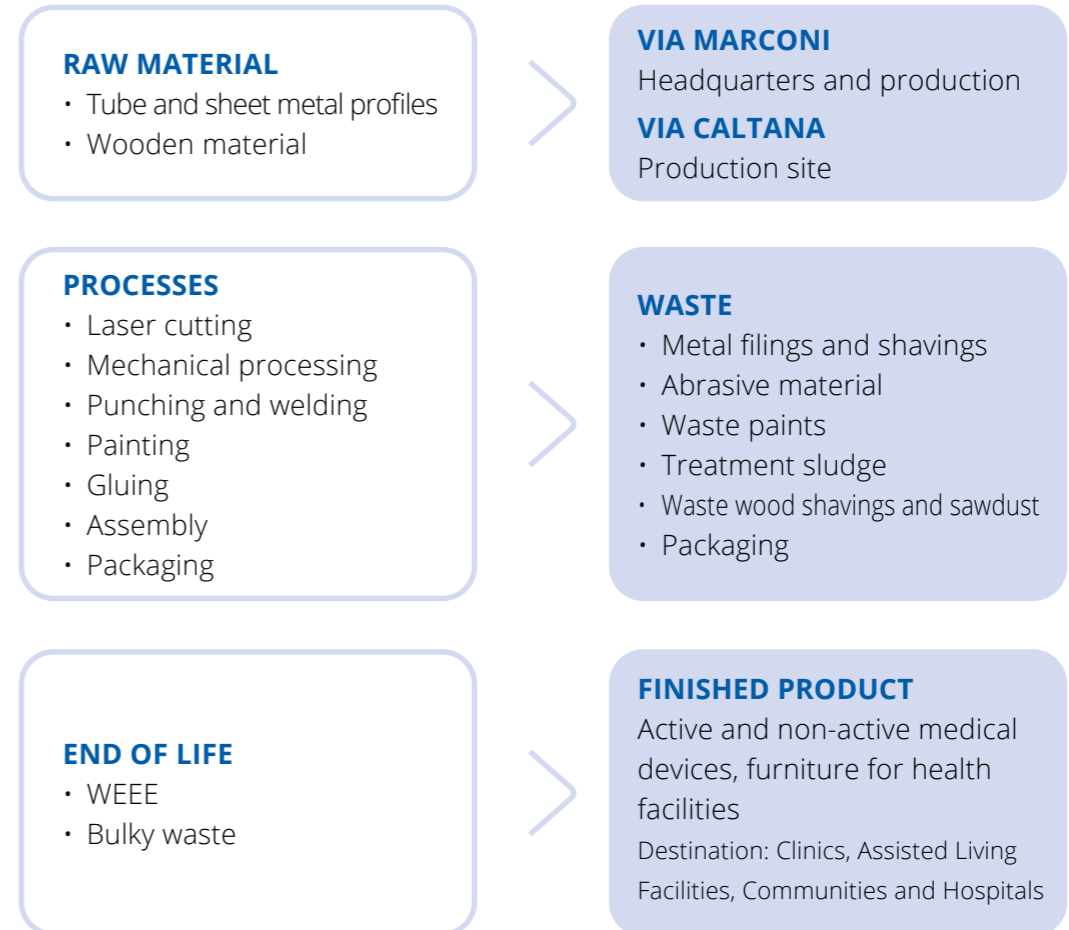 RAW MATERIAL
· Tube and sheet metal profiles
· Wooden material
VIA MARCONI
Headquarters and production
VIA CALTANA
Production site
PROCESSES
· Laser cutting
· Mechanical processing
· Punching and welding
· Painting
· Gluing
· Assembly
· Packaging
WASTE
· Metal filings and shavings
· Abrasive material
· Waste paints
· Treatment sludge
· Waste wood shavings and sawdust
· Packaging
END OF LIFE
· WEEE
· Bulky waste
FINISHED PRODUCT
Active and non-active medical
devices, furniture for health
facilities
Destination: Clinics, Assisted Living
Facilities, Communities and Hospitals